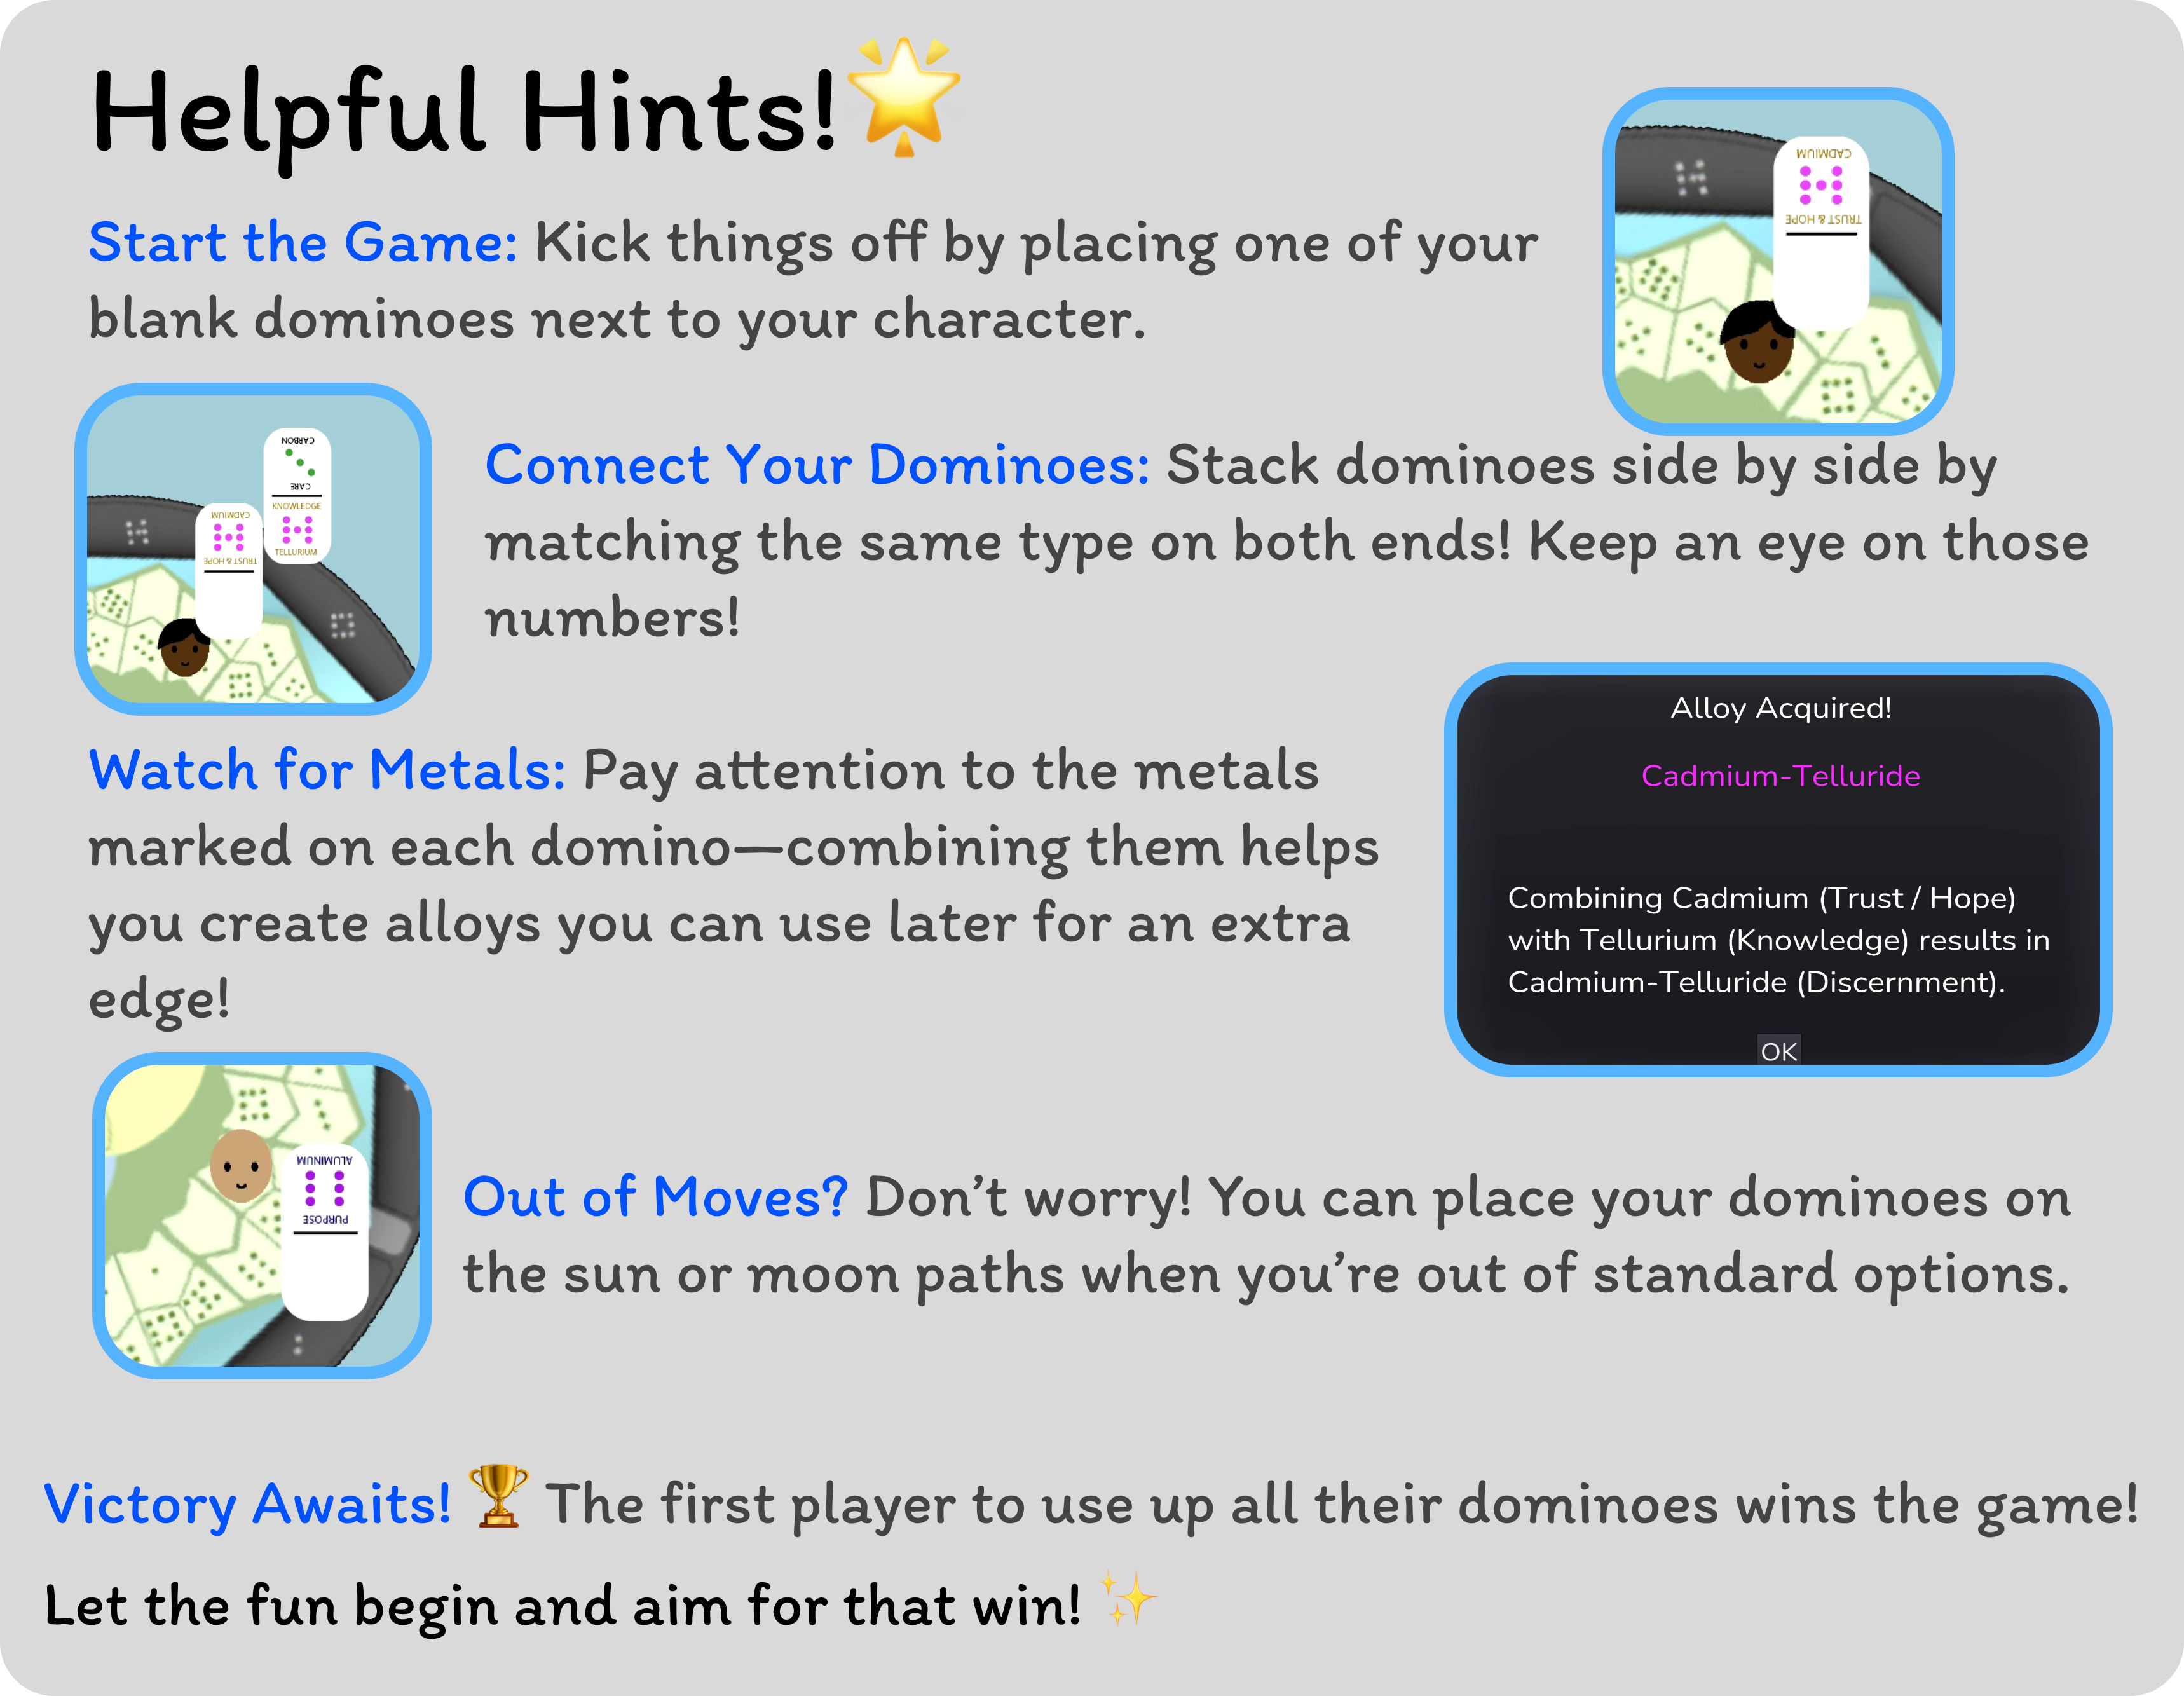 Helpful Hints!🌟
CADMIUM
TRUST & HOPE
Start the Game: Kick things off by placing one of your
blank dominoes next to your character.
CARBON
CARE
KNOWLEDGE
TELLURIUM
CADMIUM
TRUST & HOPE
Connect Your Dominoes: Stack dominoes side by side by
matching the same type on both ends! Keep an eye on those
numbers!
Watch for Metals: Pay attention to the metals
marked on each domino—combining them helps
you create alloys you can use later for an extra
edge!
Alloy Acquired!
Cadmium-Telluride
Combining Cadmium (Trust / Hope)
with Tellurium (Knowledge) results in
Cadmium-Telluride (Discernment).
OK
ALUMINUM
PURPOSE
Out of Moves? Don’t worry! You can place your dominoes on
the sun or moon paths when you’re out of standard options.
Victory Awaits! 🏆 The first player to use up all their dominoes wins the game!
Let the fun begin and aim for that win! ✨